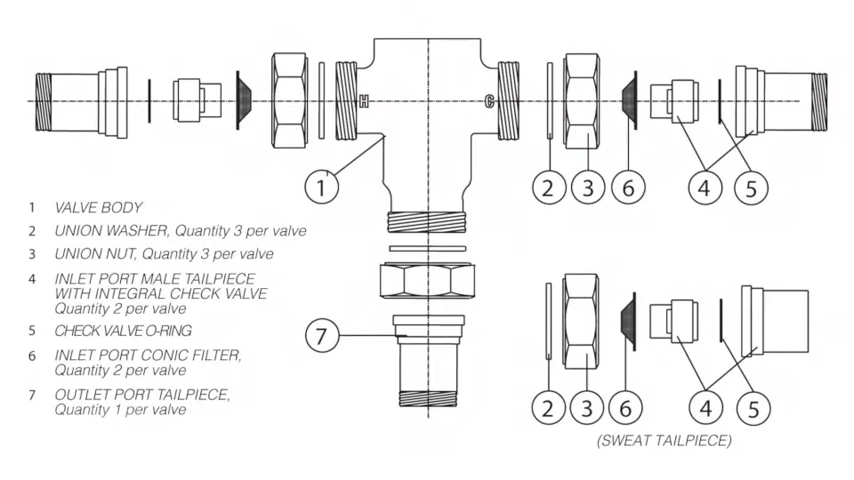 H C
1 2 3 6 4 5
1 VALVE BODY
2 UNION WASHER, Quantity 3 per valve
3 UNION NUT, Quantity 3 per valve
4 INLET PORT MALE TAILPIECE
WITH INTEGRAL CHECK VALVE
Quantity 2 per valve
5 CHECK VALVE O-RING
6 INLET PORT CONIC FILTER,
Quantity 2 per valve
7 OUTLET PORT TAILPIECE,
Quantity 1 per valve
7
2 3 6 4 5
(SWEAT TAILPIECE)